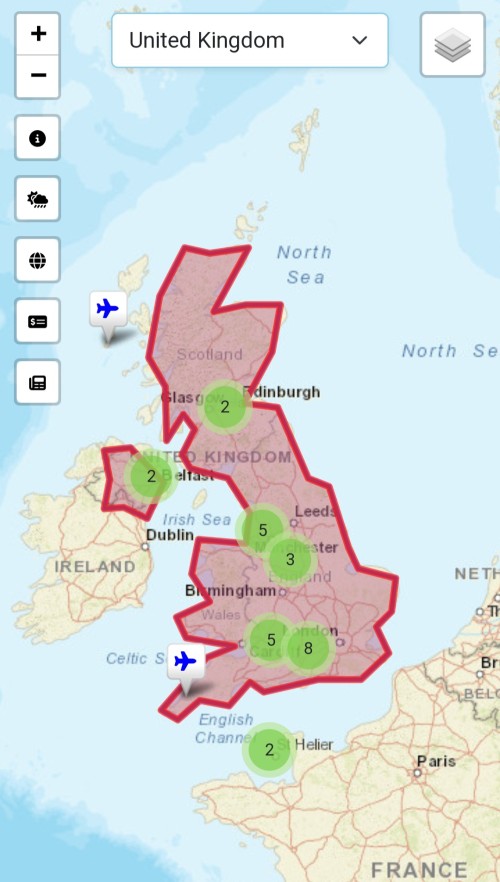 +
United Kingdom
−
North
Sea
Scotland
North Se
Edinburgh
Glasgow
2
UNITED KINGDOM
2
Belfast
Leeds
Irish Sea
5
Dublin
Manchester
3
IRELAND
England
NETH
Birmingham
Th
Wales
London
5
8
Cardiff
Celtic S
Br
BELG
English
Channel
2
St Helier
Paris
FRANCE